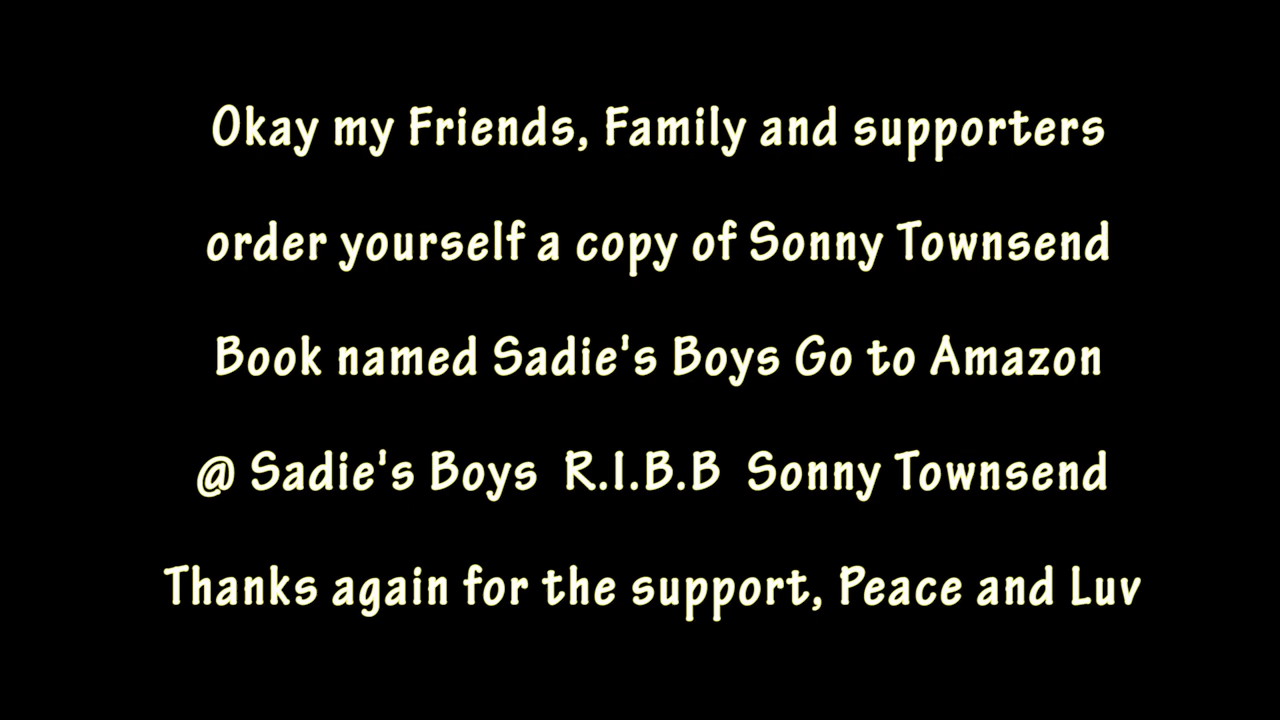 Okay my Friends, Family and supporters
order yourself a copy of Sonny Townsend
Book named Sadie's Boys Go to Amazon
@ Sadie's Boys R.I.B.B Sonny Townsend
Thanks again for the support, Peace and Luv